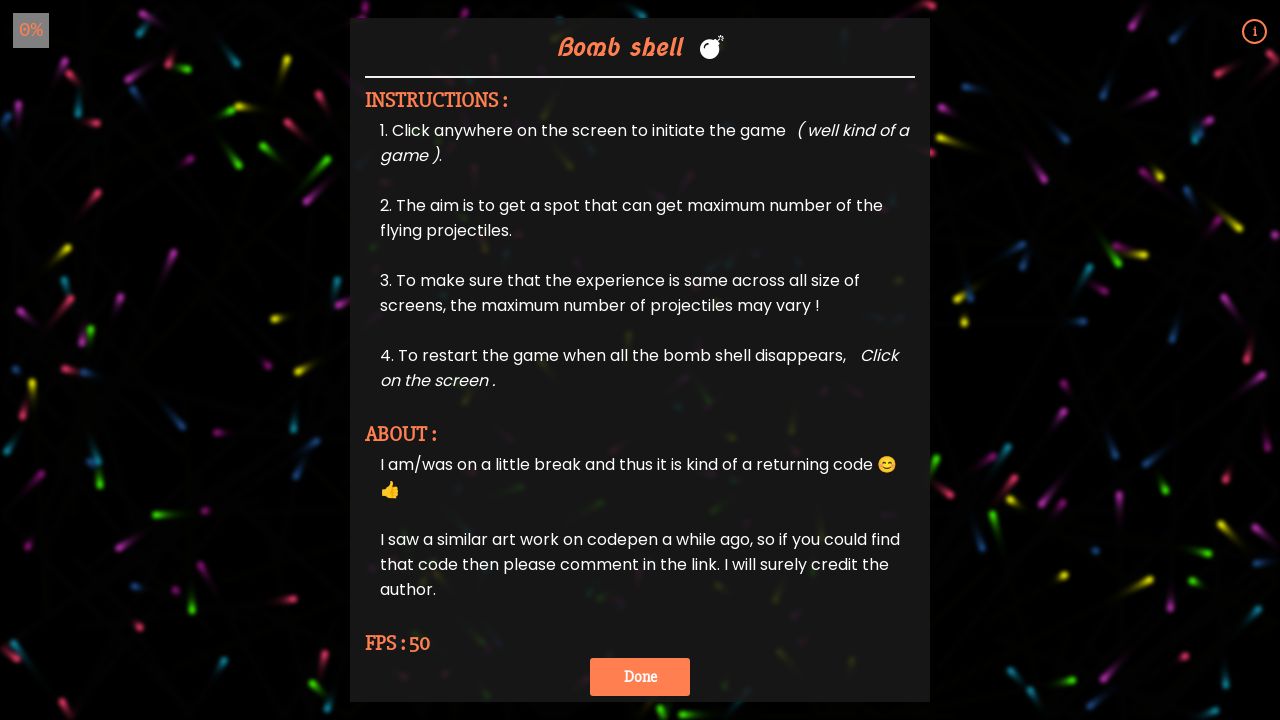 0%
i
Bomb shell 💣
INSTRUCTIONS :
1. Click anywhere on the screen to initiate the game ( well kind of a
game ).
2. The aim is to get a spot that can get maximum number of the
flying projectiles.
3. To make sure that the experience is same across all size of
screens, the maximum number of projectiles may vary !
4. To restart the game when all the bomb shell disappears, Click
on the screen .
ABOUT :
I am/was on a little break and thus it is kind of a returning code 😊
👍
I saw a similar art work on codepen a while ago, so if you could find
that code then please comment in the link. I will surely credit the
author.
FPS : 50
Done